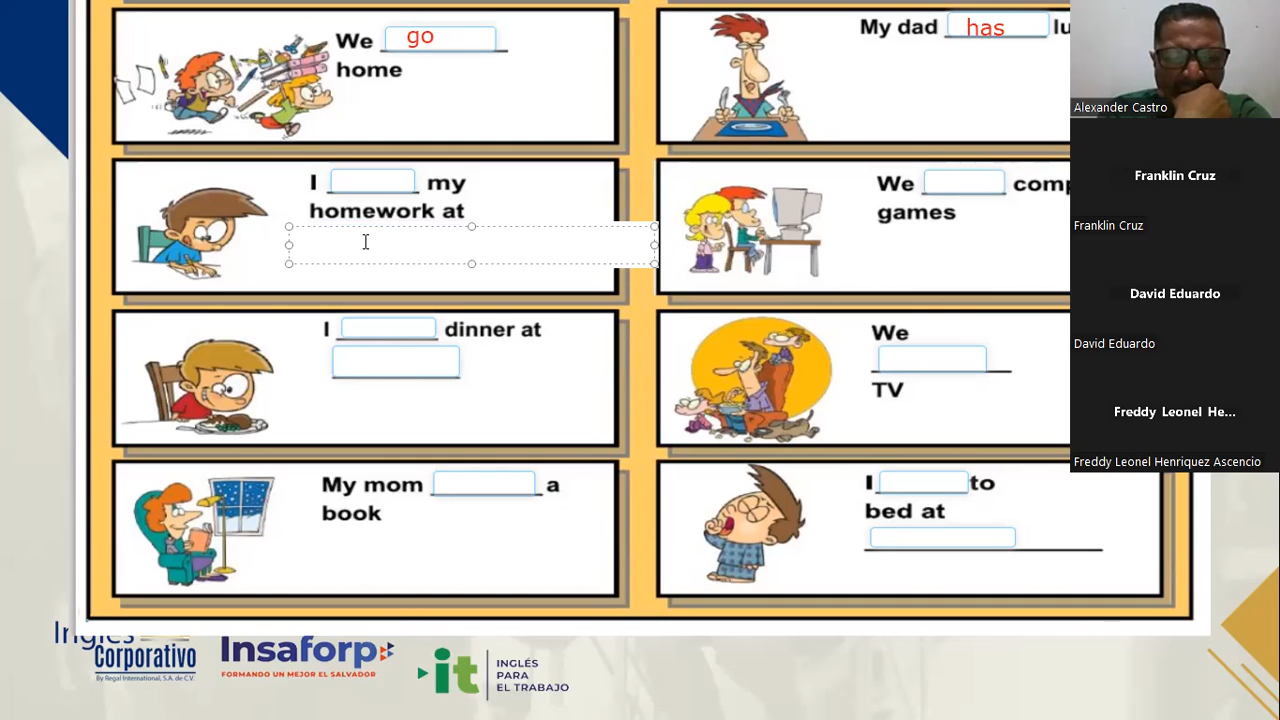 We go
home
My dad has lu
I my
homework at
We comp
games
I dinner at
We
TV
My mom a
book
I to
bed at
Alexander Castro
Franklin Cruz
Franklin Cruz
David Eduardo
David Eduardo
Freddy Leonel He...
Freddy Leonel Henriquez Ascencio
Inglés
Corporativo
By Regal International, S.A. de C.V.
Insaforp
FORMANDO UN MEJOR EL SALVADOR
it
INGLÉS
PARA
EL TRABAJO